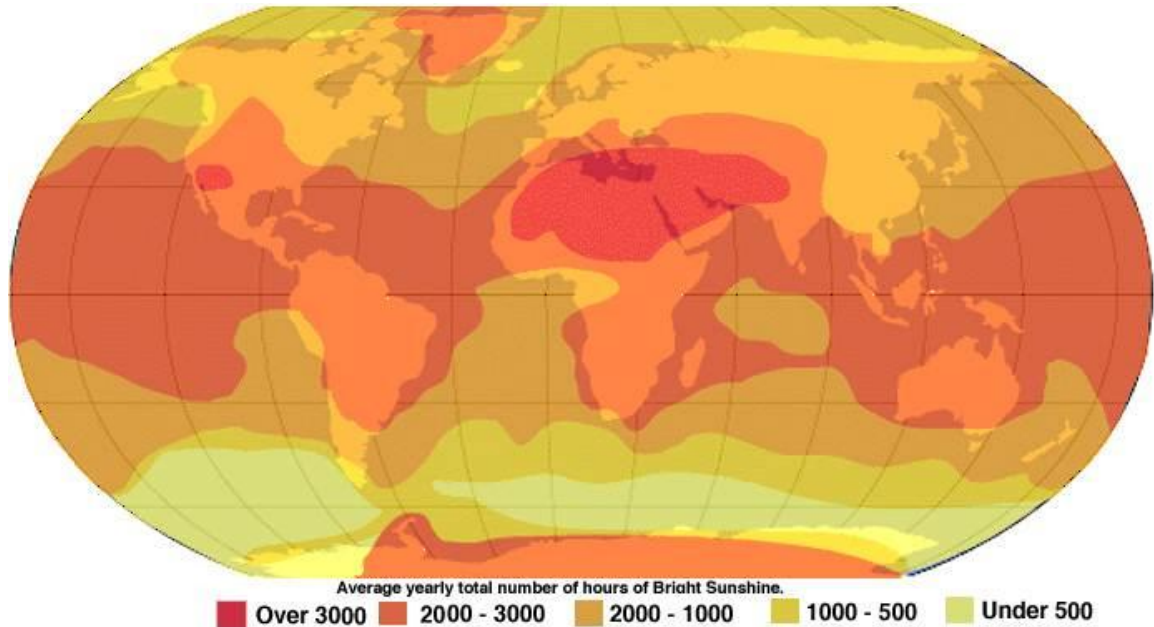 Average yearly total number of hours of Bright Sunshine.
Over 3000 2000 - 3000 2000 - 1000 1000 - 500 Under 500